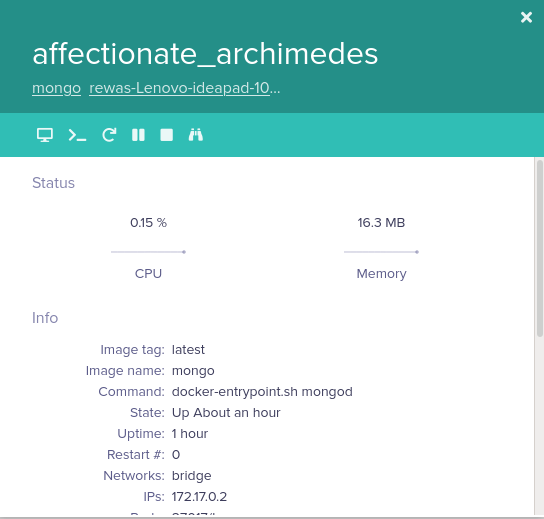 affectionate_archimedes
mongo rewas-Lenovo-ideapad-10...
Status
0.15 % 16.3 MB
CPU Memory
Info
Image tag: latest
Image name: mongo
Command: docker-entrypoint.sh mongod
State: Up About an hour
Uptime: 1 hour
Restart #: 0
Networks: bridge
IPs: 172.17.0.2